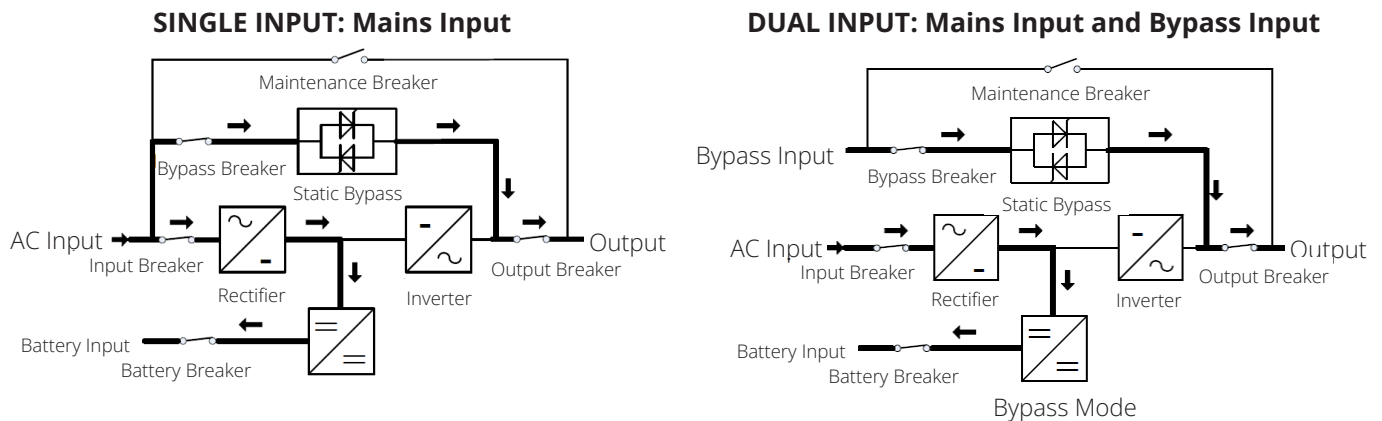 SINGLE INPUT: Mains Input
Maintenance Breaker
Bypass Breaker
Static Bypass
AC Input
Input Breaker
Rectifier
Inverter
Output Breaker
Output
Battery Input
Battery Breaker
DUAL INPUT: Mains Input and Bypass Input
Maintenance Breaker
Bypass Input
Bypass Breaker
Static Bypass
AC Input
Input Breaker
Rectifier
Inverter
Output Breaker
Output
Battery Input
Battery Breaker
Bypass Mode